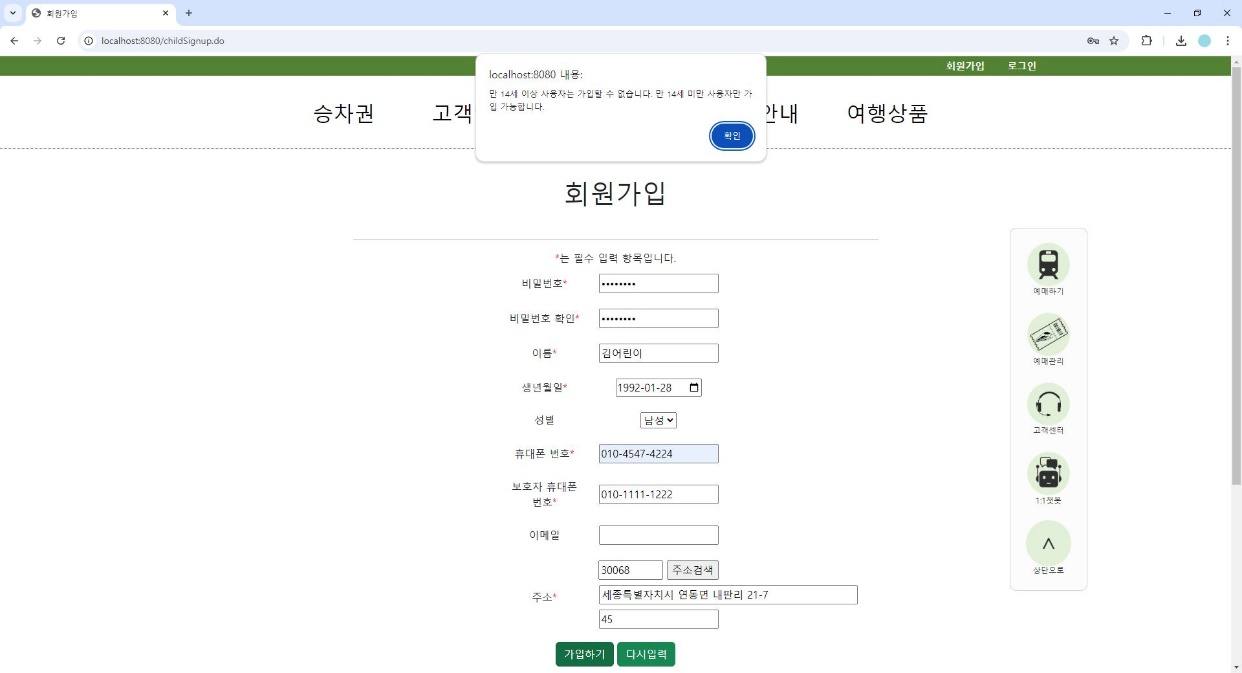 회원가입
localhost:8080/childSignup.do
회원가입 로그인
localhost:8080 내용:
만 14세 이상 사용자는 가입할 수 없습니다. 만 14세 미만 사용자만 가
입 가능합니다.
확인
승차권 고객 안내 여행상품
회원가입
*는 필수 입력 항목입니다.
비밀번호* ••••••••
비밀번호 확인* ••••••••
이름* 김어린이
생년월일* 1992-01-28
성별 남성
휴대폰 번호* 010-4547-4224
보호자 휴대폰
번호* 010-1111-1222
이메일
30068 주소검색
주소* 세종특별자치시 연동면 내판리 21-7
45
가입하기 다시입력
예매하기
예매관리
고객센터
1:1챗봇
상단으로